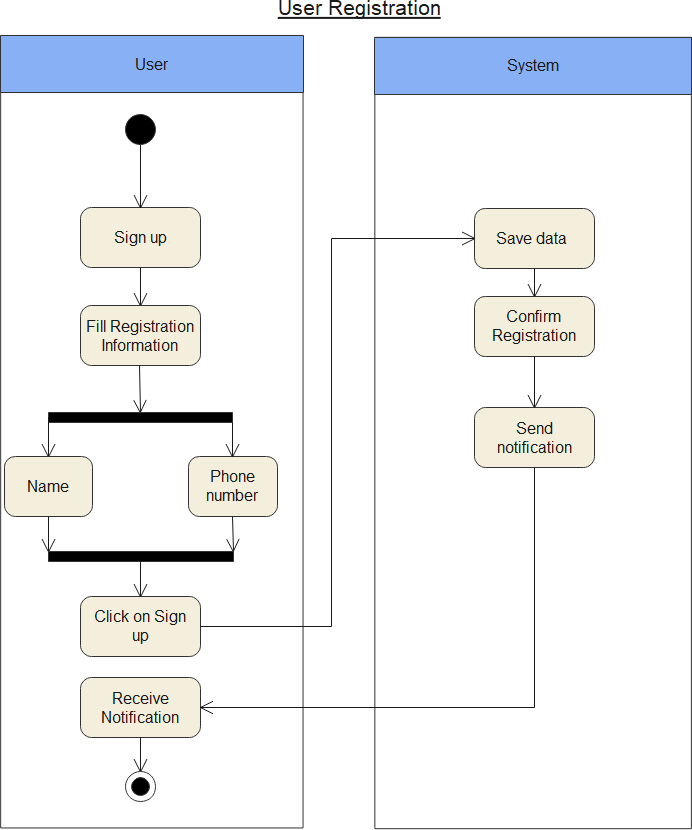 User Registration
User
System
Sign up
Fill Registration
Information
Name
Phone
number
Click on Sign
up
Save data
Confirm
Registration
Send
notification
Receive
Notification